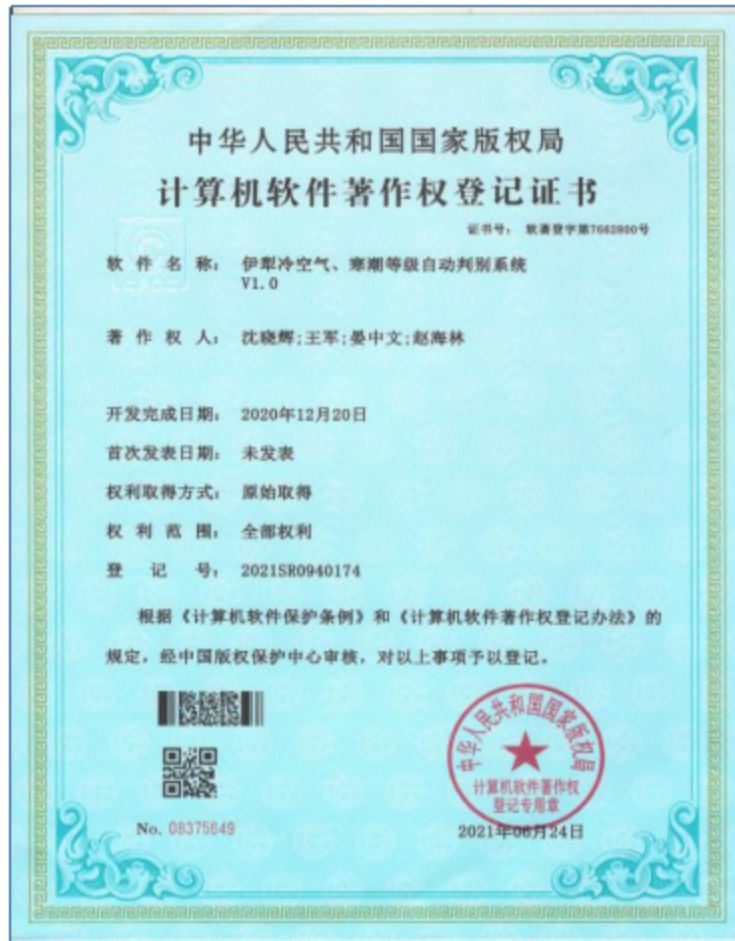 中华人民共和国国家版权局
计算机软件著作权登记证书
证书号： 软著登字第7662800号
软件名称： 伊犁冷空气、寒潮等级自动判别系统
V1.0
著作权人： 沈晓辉;王军;晏中文;赵海林
开发完成日期： 2020年12月20日
首次发表日期： 未发表
权利取得方式： 原始取得
权利范围： 全部权利
登记号： 2021SR0940174
根据《计算机软件保护条例》和《计算机软件著作权登记办法》的
规定，经中国版权保护中心审核，对以上事项予以登记。
中华人民共和国国家版权局
计算机软件著作权
登记专用章
No. 08375649
2021年06月24日